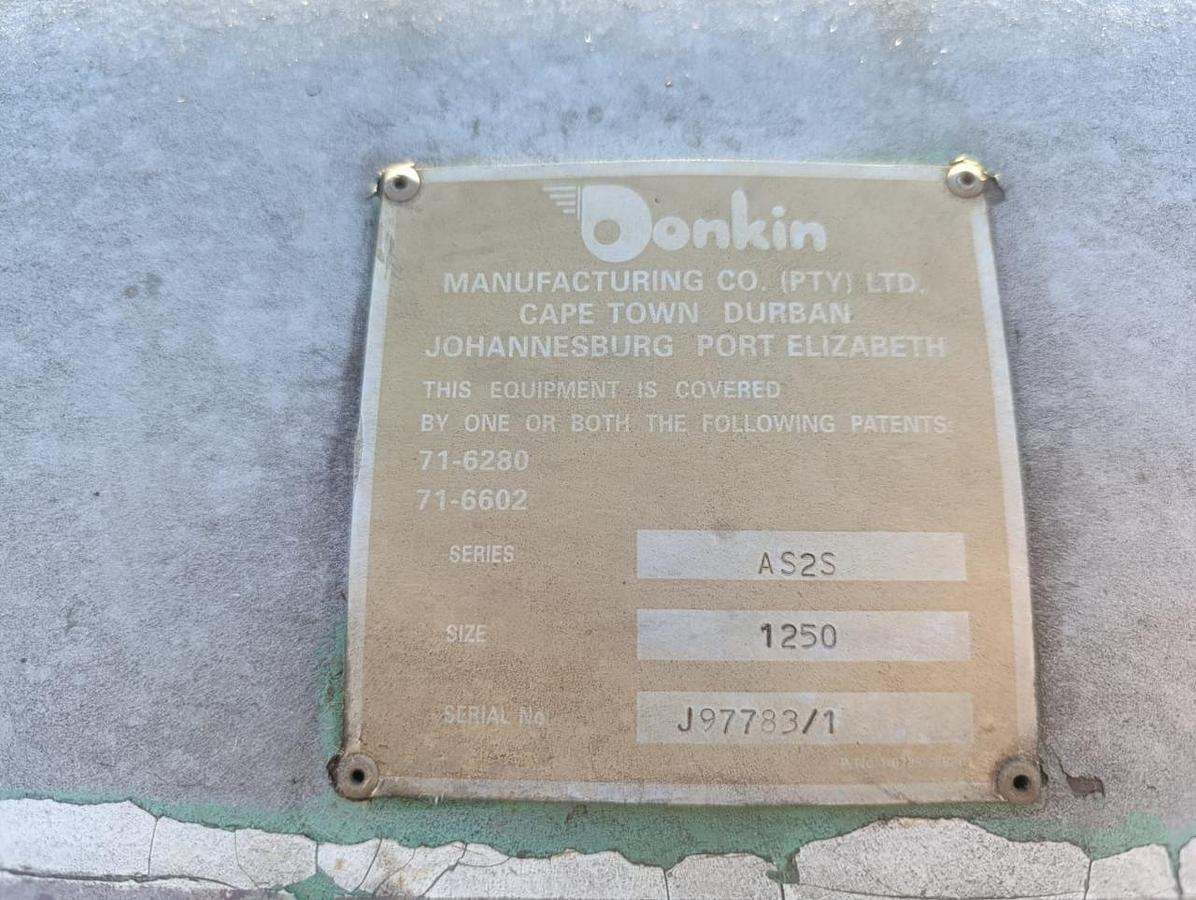 Donkin
MANUFACTURING CO. (PTY) LTD.
CAPE TOWN DURBAN
JOHANNESBURG PORT ELIZABETH
THIS EQUIPMENT IS COVERED
BY ONE OR BOTH THE FOLLOWING PATENTS:
71-6280
71-6602
SERIES AS2S
SIZE 1250
SERIAL No J97783/1